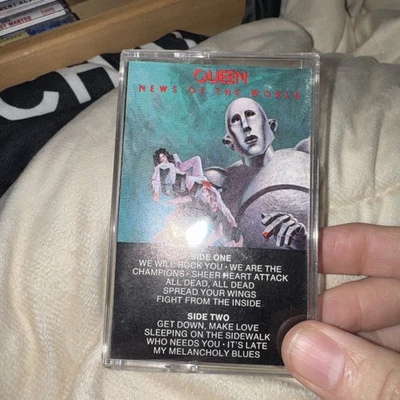 QUEEN
NEWS OF THE WORLD
SIDE ONE
WE WILL ROCK YOU • WE ARE THE
CHAMPIONS • SHEER HEART ATTACK
ALL DEAD, ALL DEAD
SPREAD YOUR WINGS
FIGHT FROM THE INSIDE
SIDE TWO
GET DOWN, MAKE LOVE
SLEEPING ON THE SIDEWALK
WHO NEEDS YOU • IT'S LATE
MY MELANCHOLY BLUES